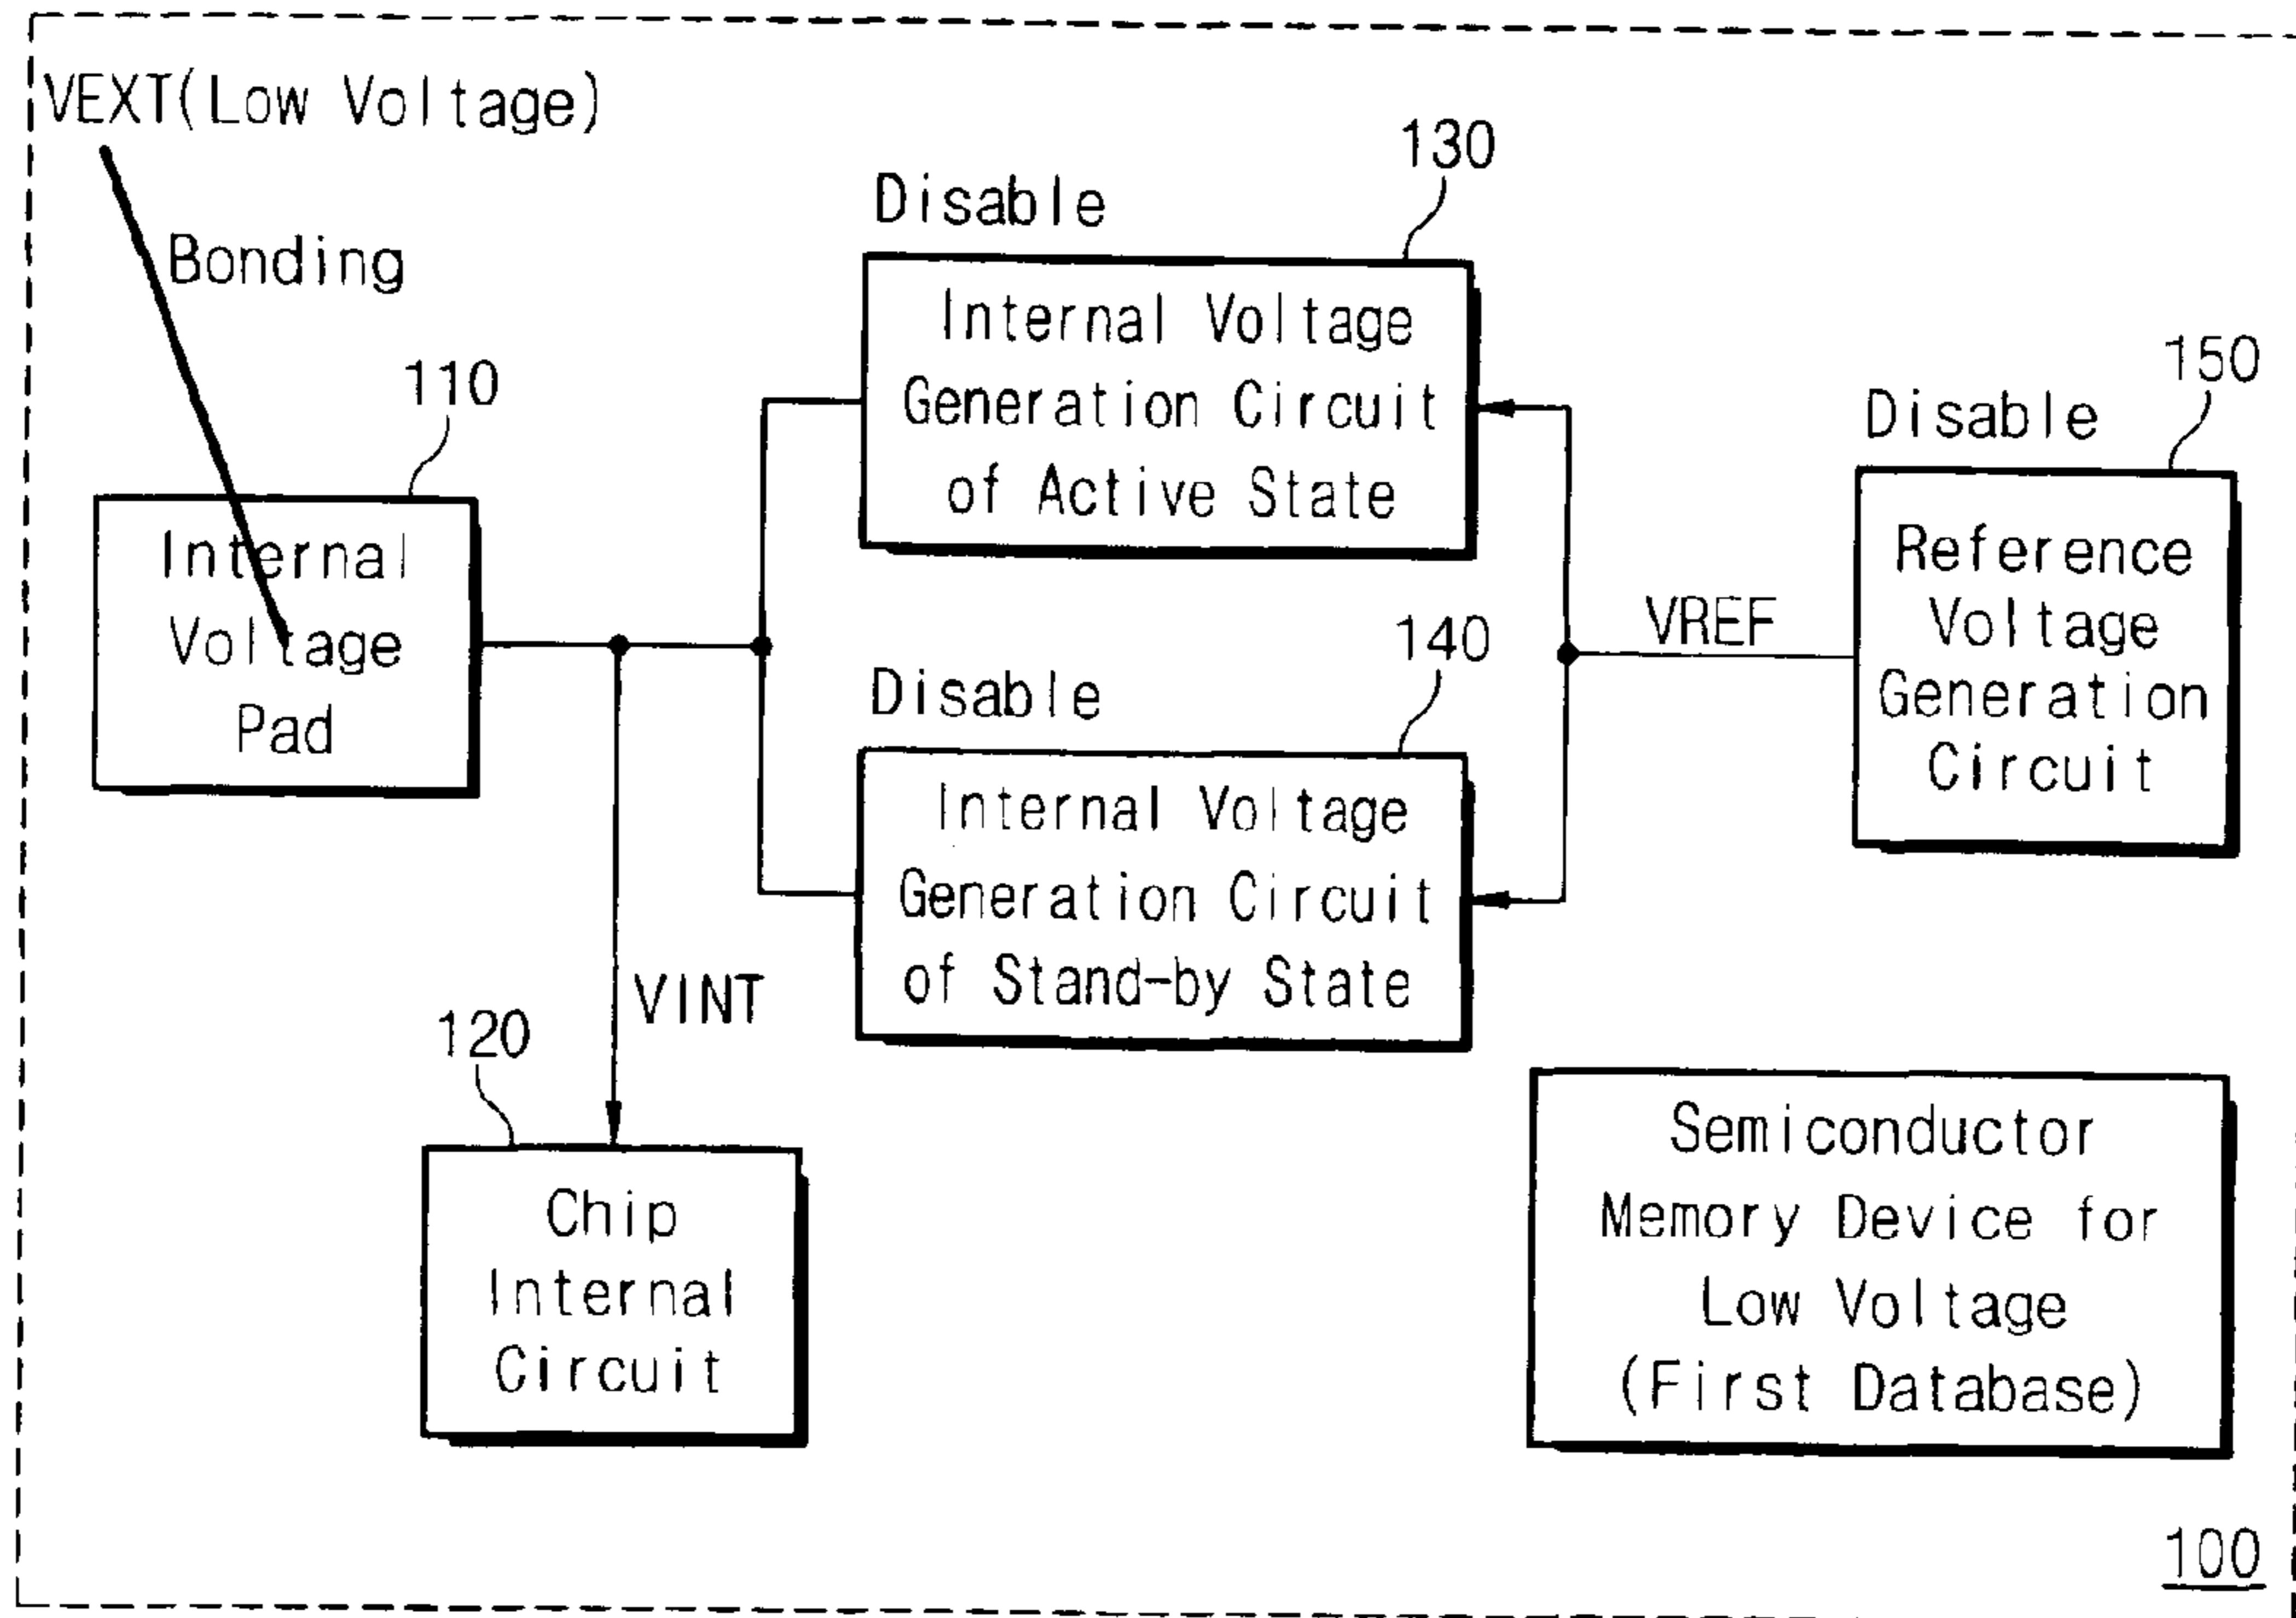 VEXT(Low Voltage)
Bonding
110
Internal
Voltage
Pad
Disable
130
Internal Voltage
Generation Circuit
of Active State
Disable
140
Internal Voltage
Generation Circuit
of Stand-by State
VREF
Disable
150
Reference
Voltage
Generation
Circuit
VINT
120
Chip
Internal
Circuit
Semiconductor
Memory Device for
Low Voltage
(First Database)
100